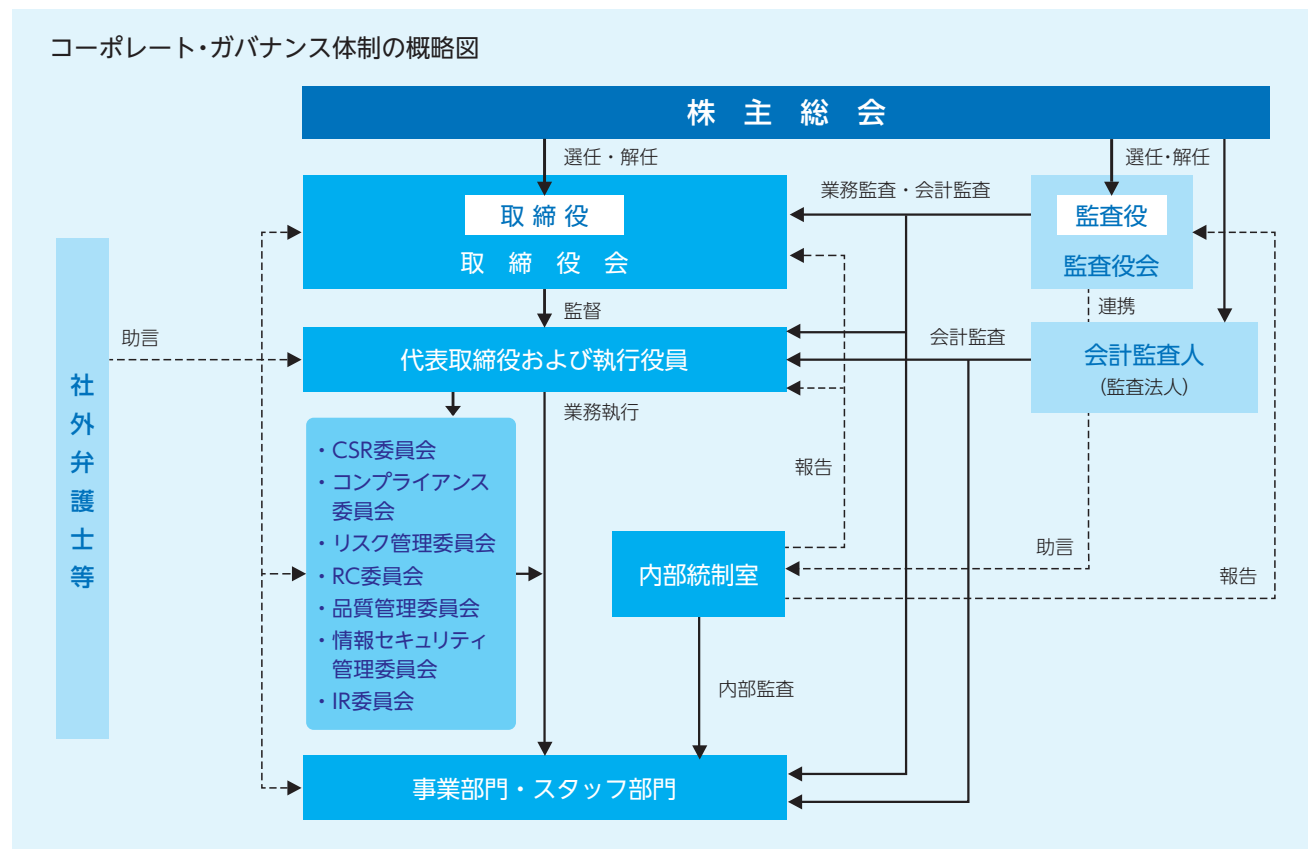 コーポレート・ガバナンス体制の概略図
株主総会
選任・解任
選任・解任
取締役
取締役会
業務監査・会計監査
監査役
監査役会
監督
連携
助言
代表取締役および執行役員
会計監査
会計監査人
(監査法人)
社外弁護士等
業務執行
・CSR委員会
・コンプライアンス
委員会
・リスク管理委員会
・RC委員会
・品質管理委員会
・情報セキュリティ
管理委員会
・IR委員会
報告
内部統制室
助言
報告
内部監査
事業部門・スタッフ部門